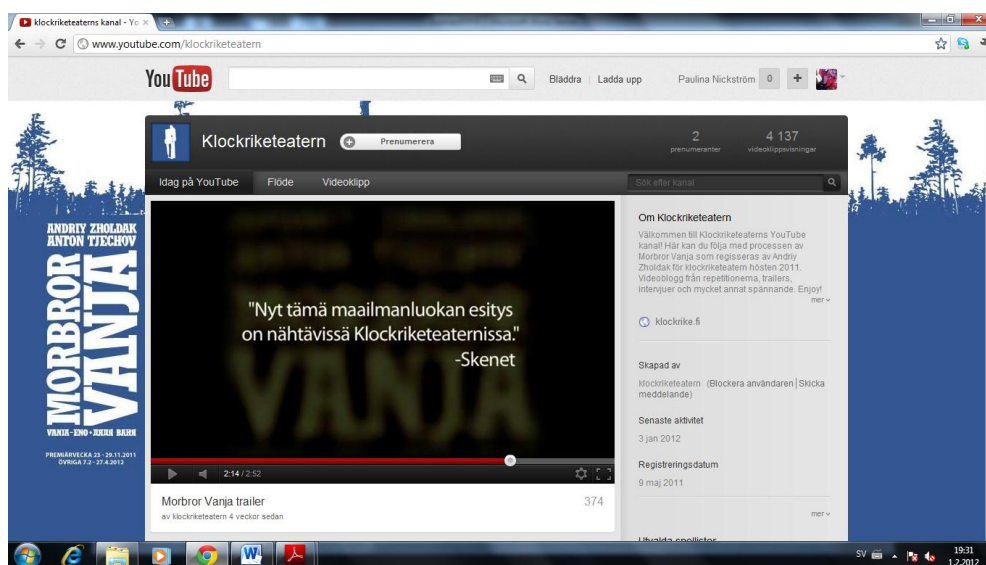 klockriketeaterns kanal - Yo
www.youtube.com/klockriketeatern
YouTube
Bläddra
Ladda upp
Paulina Nickström
0
+
Klockriketeatern
Prenumerera
2
prenumeranter
4 137
videoklippsvisningar
Idag på YouTube
Flöde
Videoklipp
Sök efter kanal
ANDRIY ZHOLDAK
ANTON TJECHOV
MORBROR
VANJA
VANIA-ENO-ДЯДЯ ВАНЯ
PREMIÄRVECKA 23 - 29.11.2011
ÖVRIGA 7.2 - 27.4.2012
"Nyt tämä maailmanluokan esitys
on nähtävissä Klockriketeaternissa."
-Skenet
VANJA
2:14 / 2:52
Morbror Vanja trailer
av klockriketeatern 4 veckor sedan
374
Om Klockriketeatern
Välkommen till Klockriketeaterns YouTube
kanal! Här kan du följa med processen av
Morbror Vanja som regisseras av Andriy
Zholdak för klockriketeatern hösten 2011.
Videoblogg från repetitionerna, trailers,
intervjuer och mycket annat spännande. Enjoy!
mer
klockrike.fi
Skapad av
klockriketeatern (Blockera användaren | Skicka
meddelande)
Senaste aktivitet
3 jan 2012
Registreringsdatum
9 maj 2011
mer
Utvalda spellistor
SV
19:31
1.2.2012